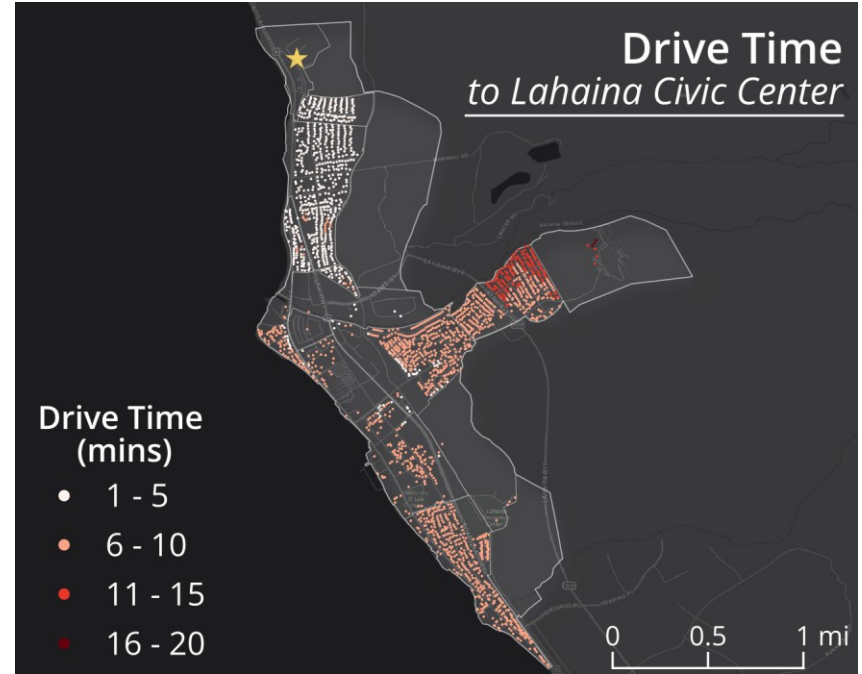 Drive Time
to Lahaina Civic Center
Drive Time
(mins)
1 - 5
6 - 10
11 - 15
16 - 20
0 0.5 1 mi